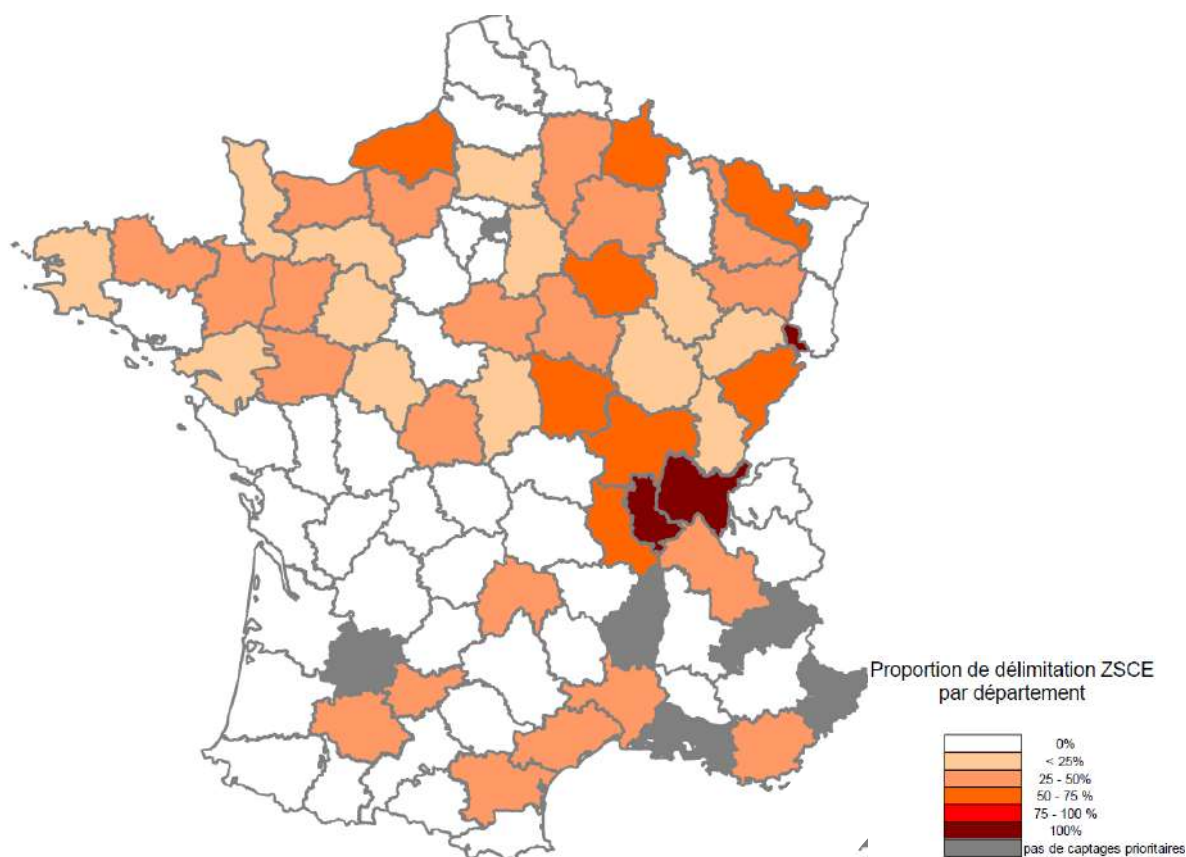 Proportion de délimitation ZSCE
par département
0%
< 25%
25 - 50%
50 - 75 %
75 - 100 %
100%
pas de captages prioritaires